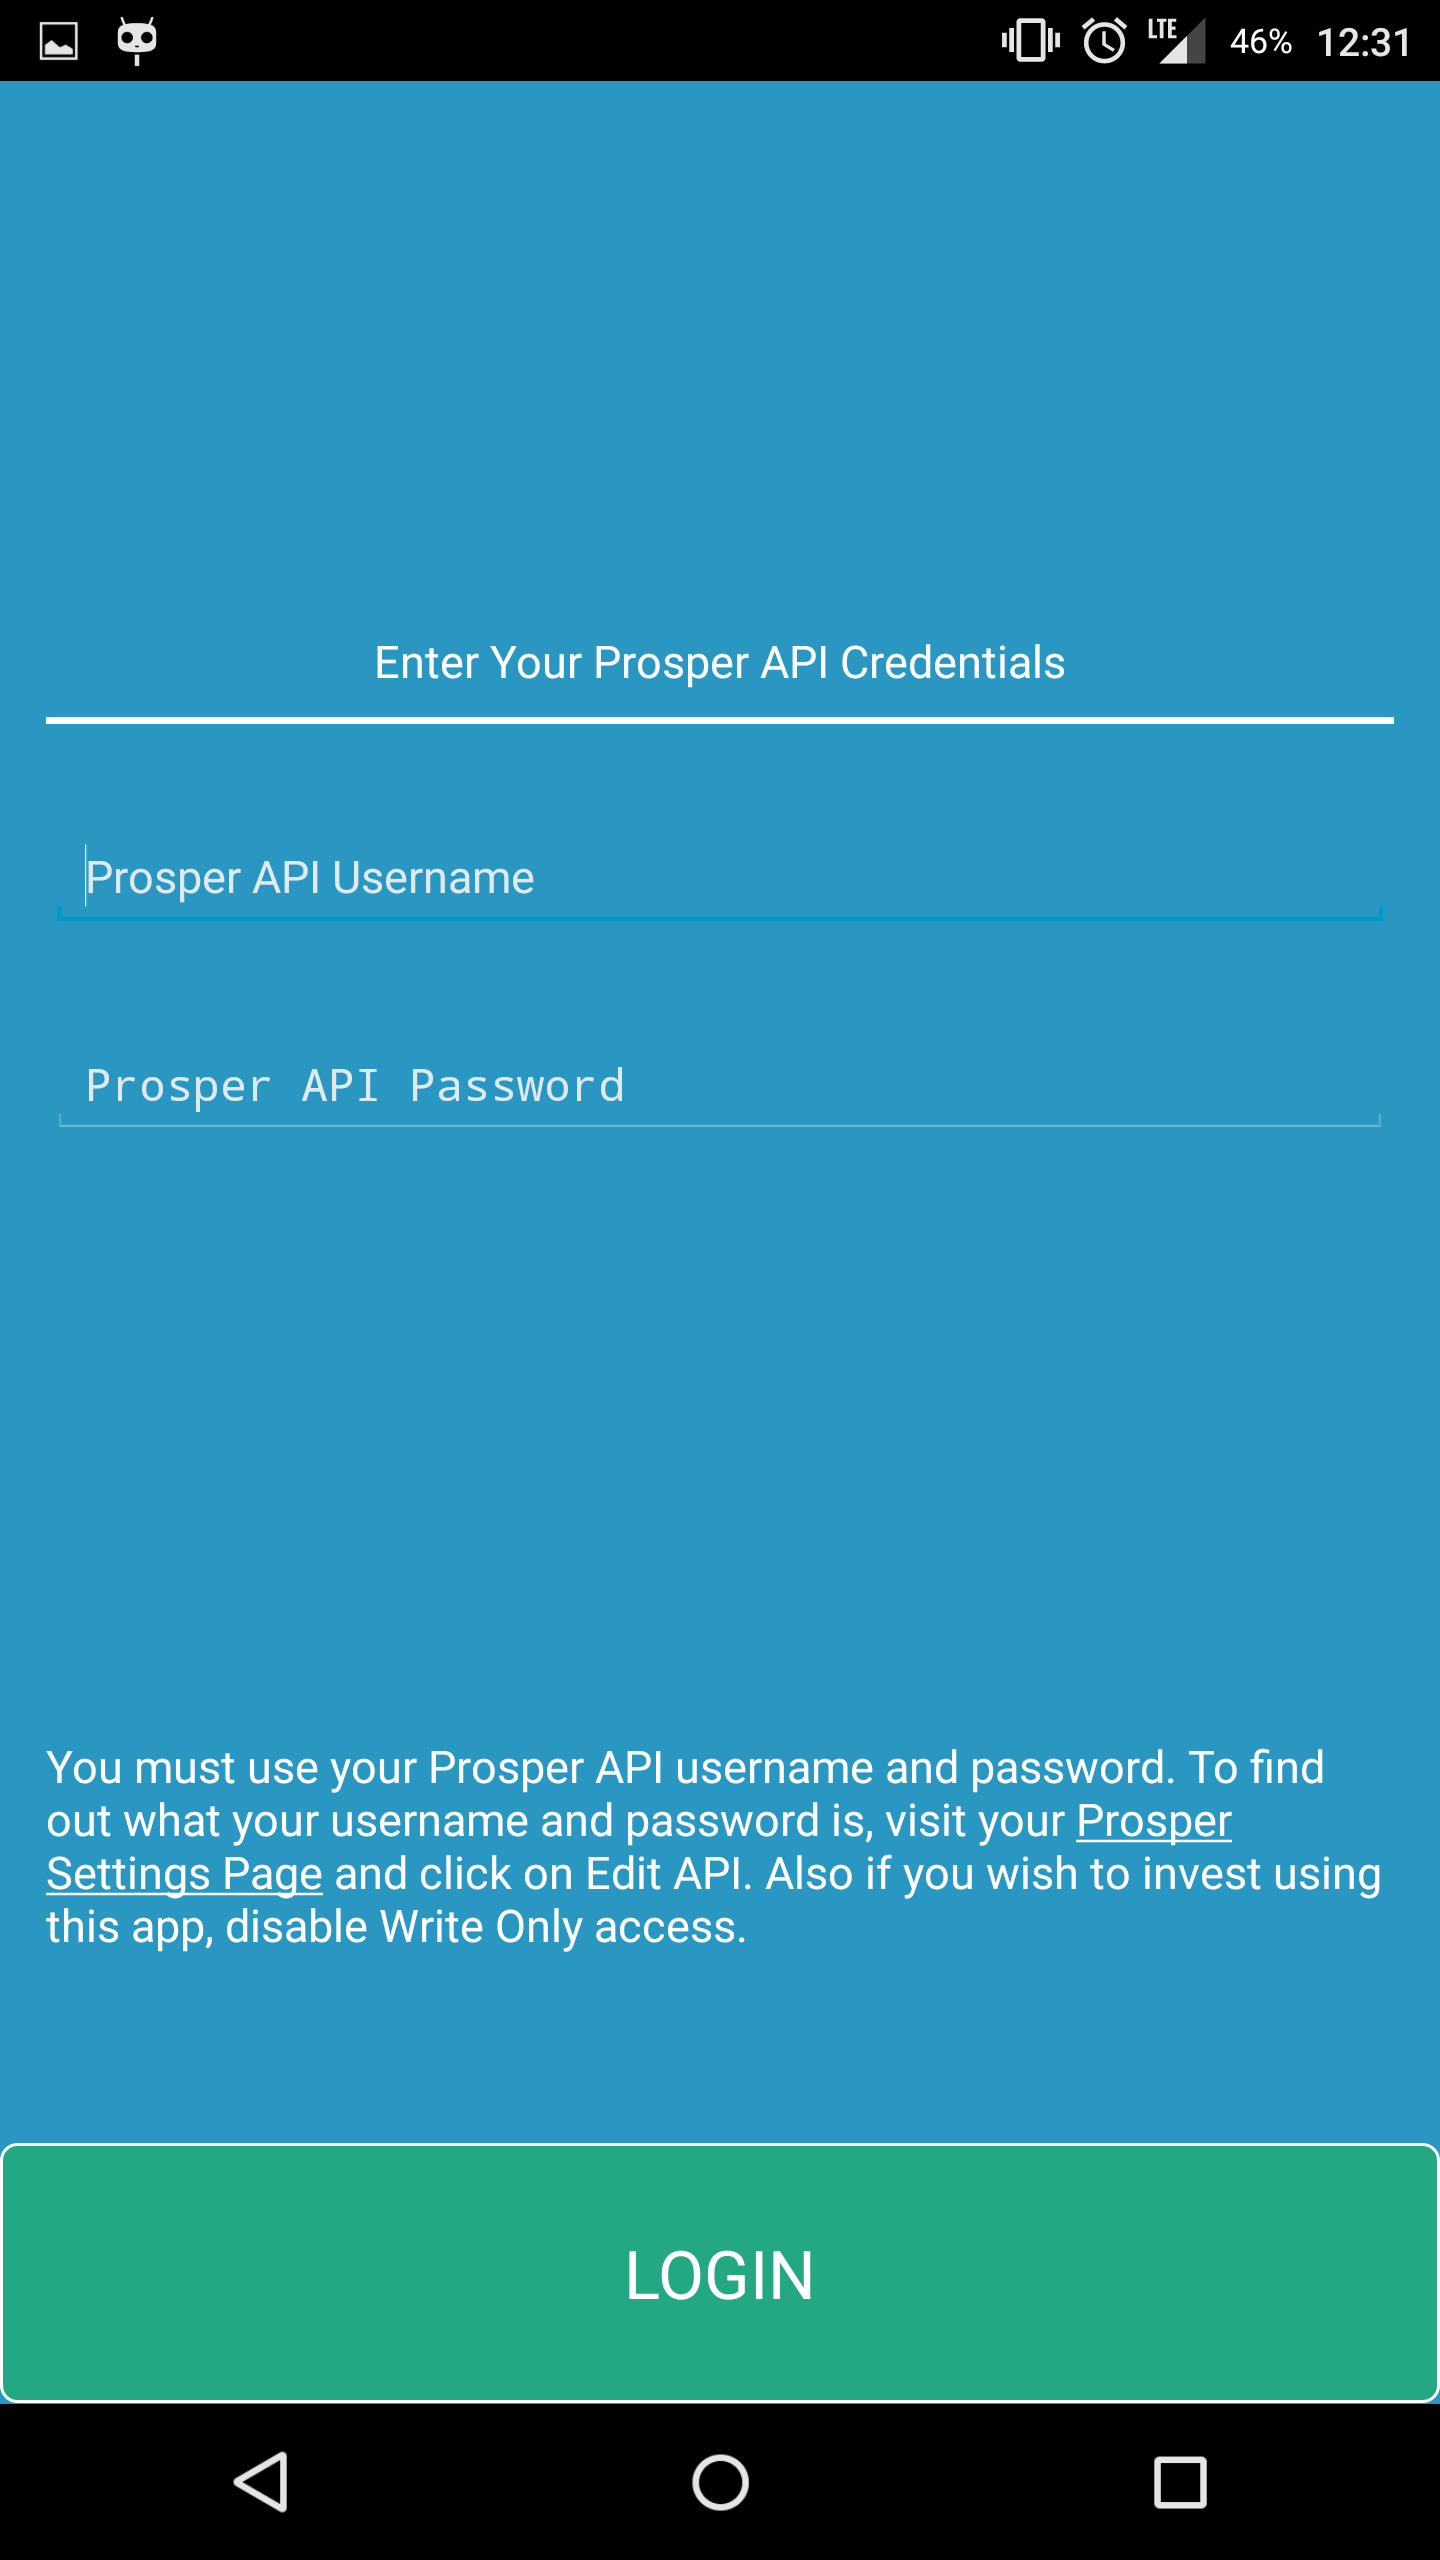 LTE 46% 12:31
Enter Your Prosper API Credentials
Prosper API Username
Prosper API Password
You must use your Prosper API username and password. To find
out what your username and password is, visit your Prosper
Settings Page and click on Edit API. Also if you wish to invest using
this app, disable Write Only access.
LOGIN